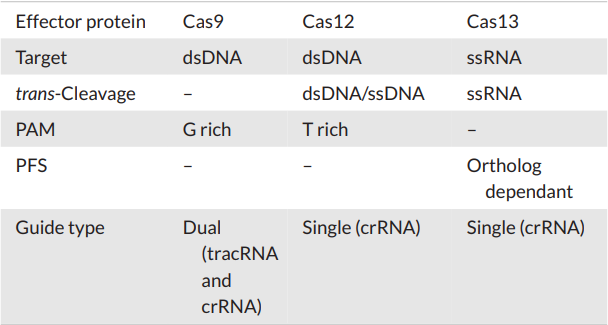 Effector protein Cas9 Cas12 Cas13
Target dsDNA dsDNA ssRNA
trans-Cleavage – dsDNA/ssDNA ssRNA
PAM G rich T rich –
PFS – – Ortholog
dependant
Guide type Dual Single (crRNA) Single (crRNA)
(tracRNA
and
crRNA)